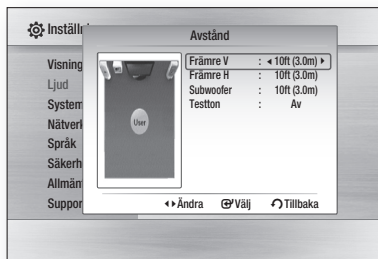 Inställn
Avstånd
Visning
Ljud
System
Nätverk
Språk
Säkerh
Allmän
Suppor
User
Främre V : ◂ 10ft (3.0m) ▸
Främre H : 10ft (3.0m)
Subwoofer : 10ft (3.0m)
Testton : Av
◂▸ Ändra Välj Tillbaka